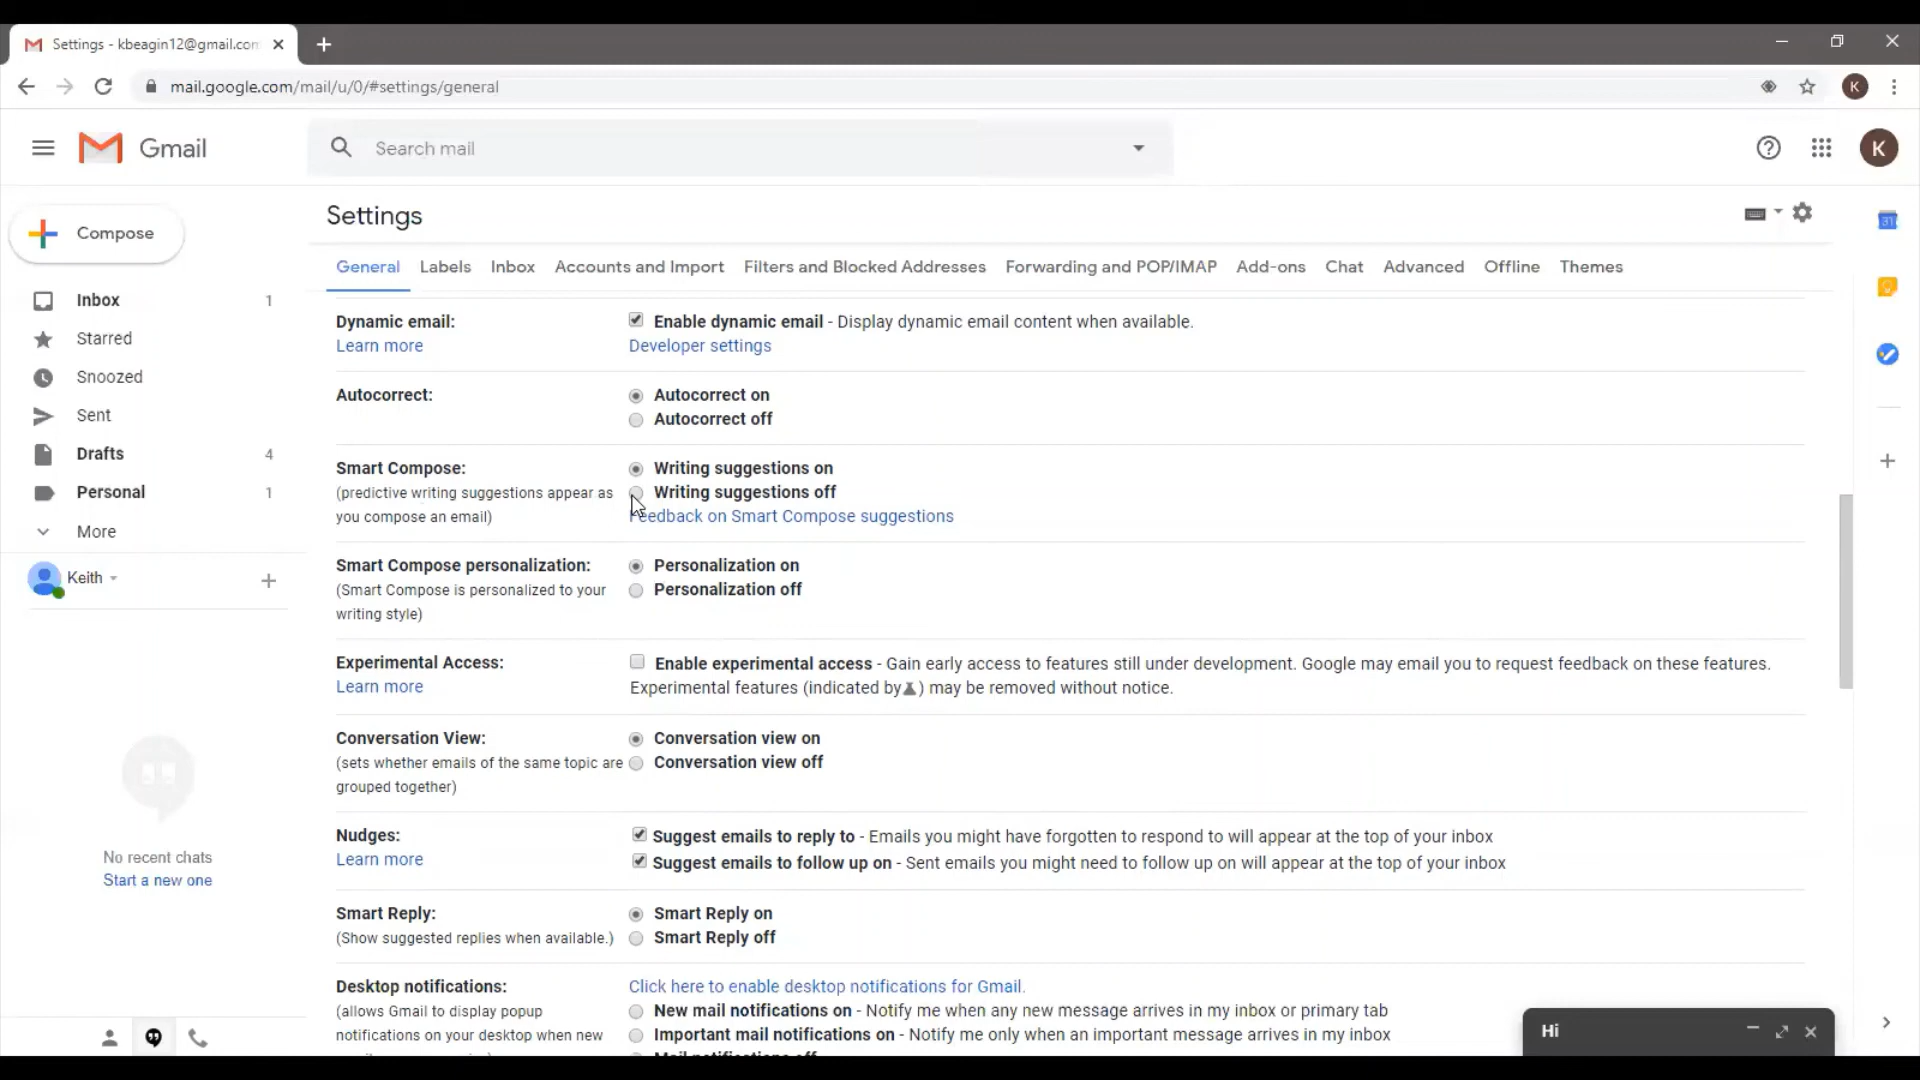 Settings - kbeagin12@gmail.com
mail.google.com/mail/u/0/#settings/general
K
Gmail
Search mail
K
Compose
Settings
31
General Labels Inbox Accounts and Import Filters and Blocked Addresses Forwarding and POP/IMAP Add-ons Chat Advanced Offline Themes
Inbox 1
Starred
Snoozed
Sent
Drafts 4
Personal 1
More
Keith
No recent chats
Start a new one
Dynamic email: Enable dynamic email - Display dynamic email content when available.
Learn more Developer settings
Autocorrect: Autocorrect on
Autocorrect off
Smart Compose: Writing suggestions on
(predictive writing suggestions appear as Writing suggestions off
you compose an email) Feedback on Smart Compose suggestions
Smart Compose personalization: Personalization on
(Smart Compose is personalized to your Personalization off
writing style)
Experimental Access: Enable experimental access - Gain early access to features still under development. Google may email you to request feedback on these features.
Learn more Experimental features (indicated by ) may be removed without notice.
Conversation View: Conversation view on
(sets whether emails of the same topic are Conversation view off
grouped together)
Nudges: Suggest emails to reply to - Emails you might have forgotten to respond to will appear at the top of your inbox
Learn more Suggest emails to follow up on - Sent emails you might need to follow up on will appear at the top of your inbox
Smart Reply: Smart Reply on
(Show suggested replies when available.) Smart Reply off
Desktop notifications: Click here to enable desktop notifications for Gmail.
(allows Gmail to display popup New mail notifications on - Notify me when any new message arrives in my inbox or primary tab
notifications on your desktop when new Important mail notifications on - Notify me only when an important message arrives in my inbox
Hi